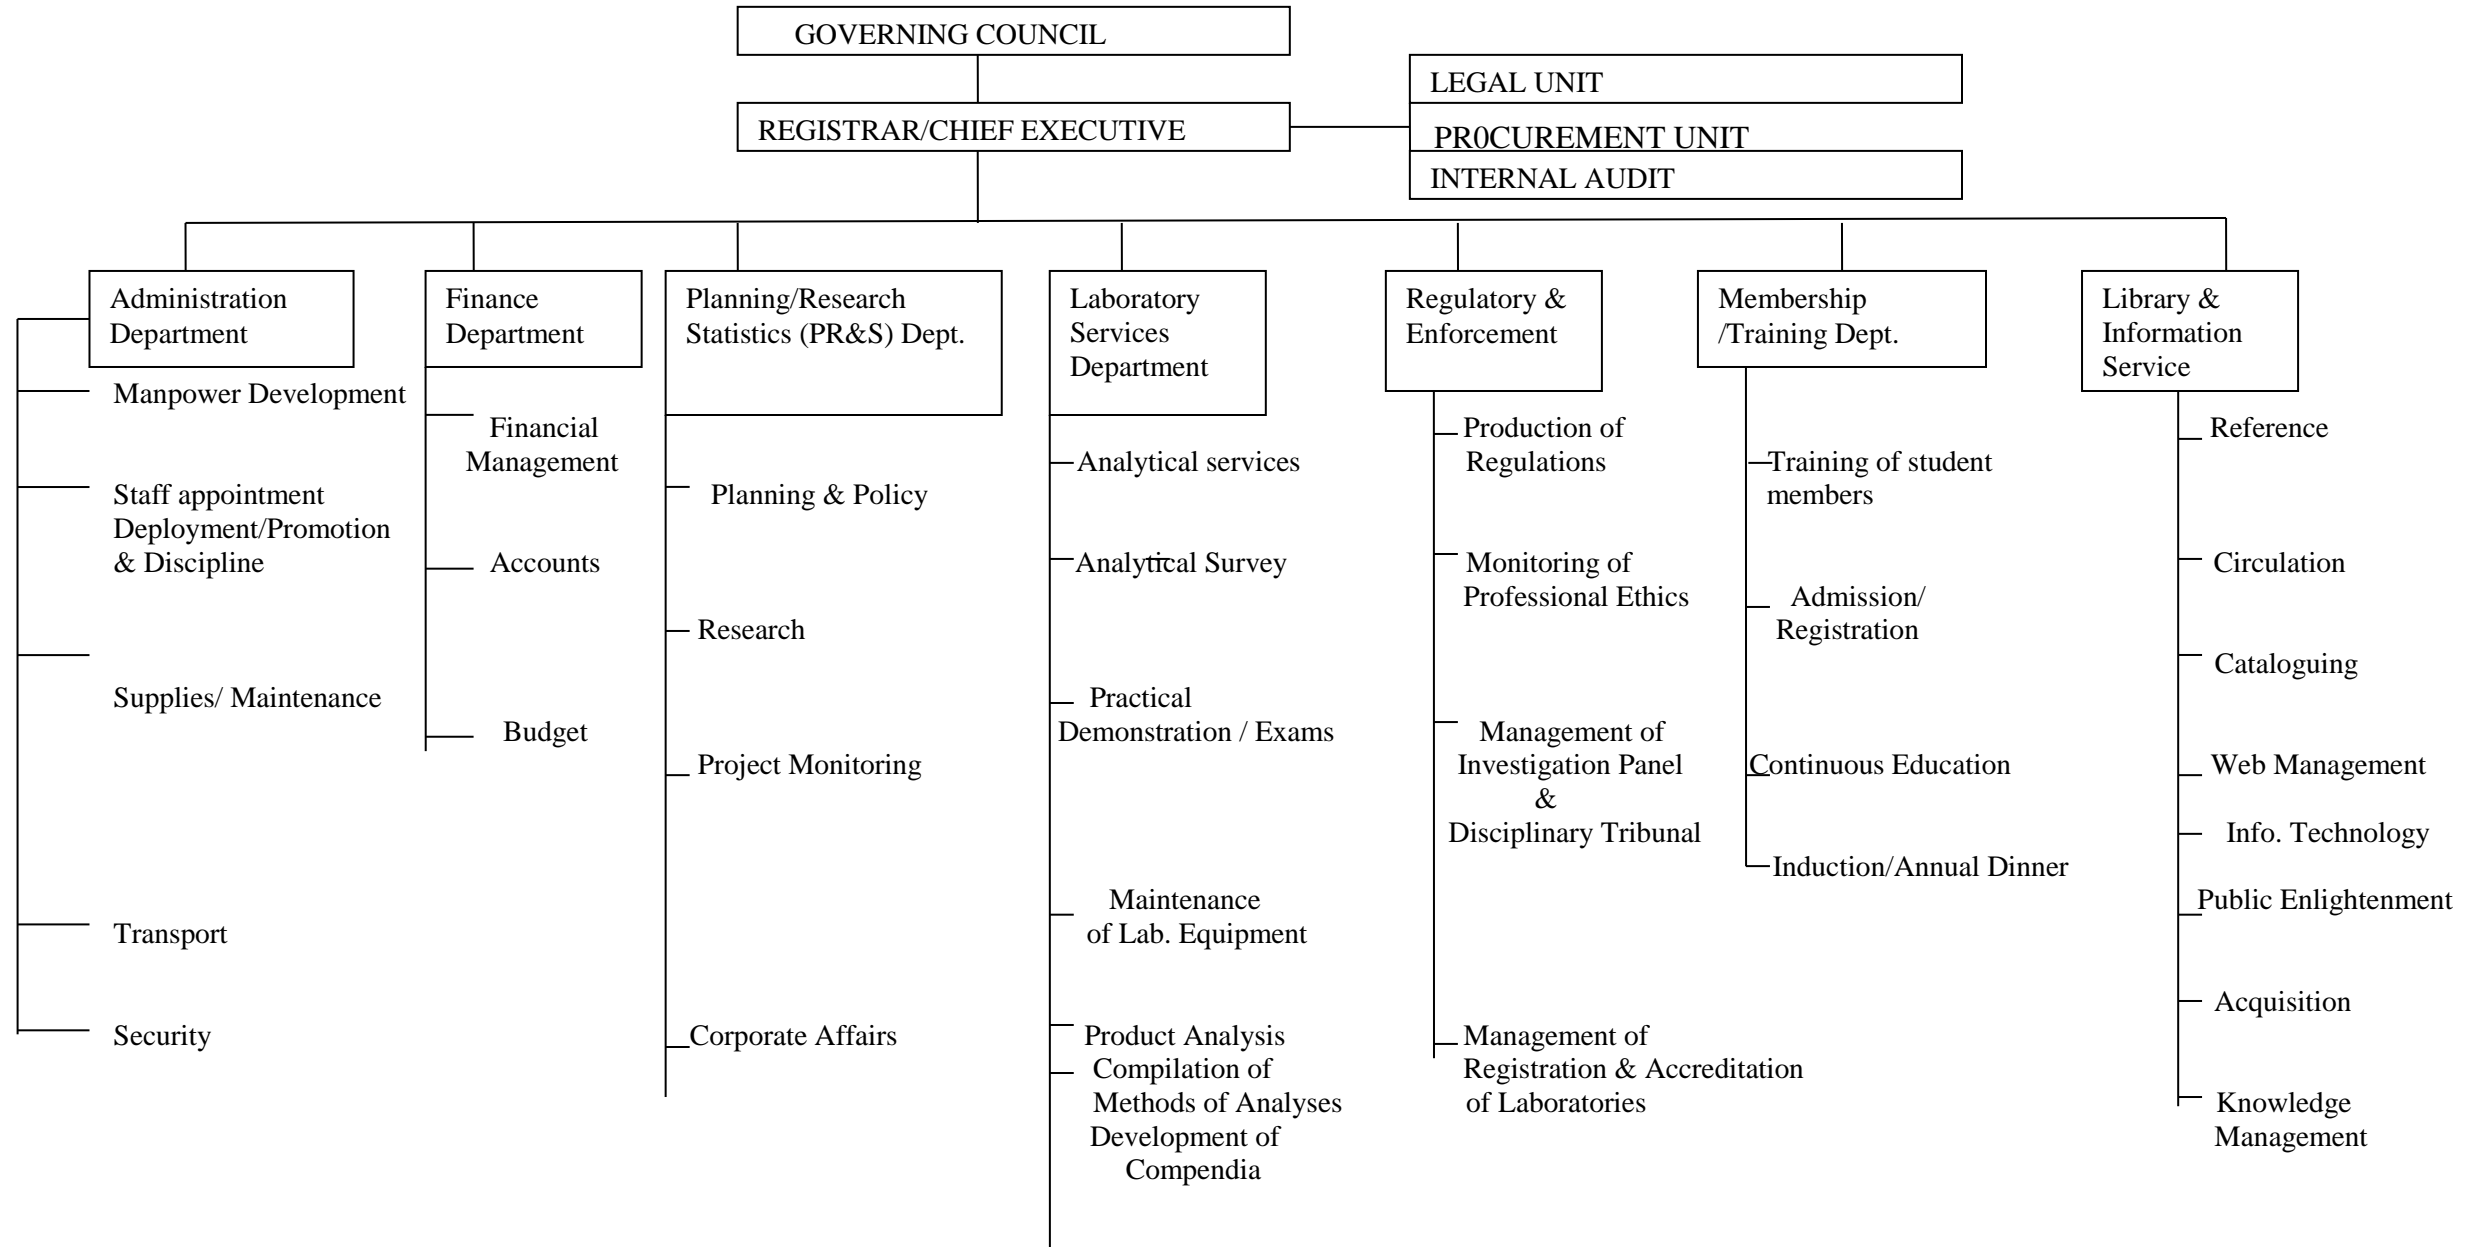 GOVERNING COUNCIL
LEGAL UNIT
REGISTRAR/CHIEF EXECUTIVE
PR0CUREMENT UNIT
INTERNAL AUDIT
Administration
Department
Manpower Development
Staff appointment
Deployment/Promotion
& Discipline
Supplies/ Maintenance
Transport
Security
Finance
Department
Financial
Management
Accounts
Budget
Planning/Research
Statistics (PR&S) Dept.
Planning & Policy
Research
Project Monitoring
Corporate Affairs
Laboratory
Services
Department
Analytical services
Analytical Survey
Practical
Demonstration / Exams
Maintenance
of Lab. Equipment
Product Analysis
Compilation of
Methods of Analyses
Development of
Compendia
Regulatory &
Enforcement
Production of
Regulations
Monitoring of
Professional Ethics
Management of
Investigation Panel
&
Disciplinary Tribunal
Management of
Registration & Accreditation
of Laboratories
Membership
/Training Dept.
Training of student
members
Admission/
Registration
Continuous Education
Induction/Annual Dinner
Library &
Information
Service
Reference
Circulation
Cataloguing
Web Management
Info. Technology
Public Enlightenment
Acquisition
Knowledge
Management